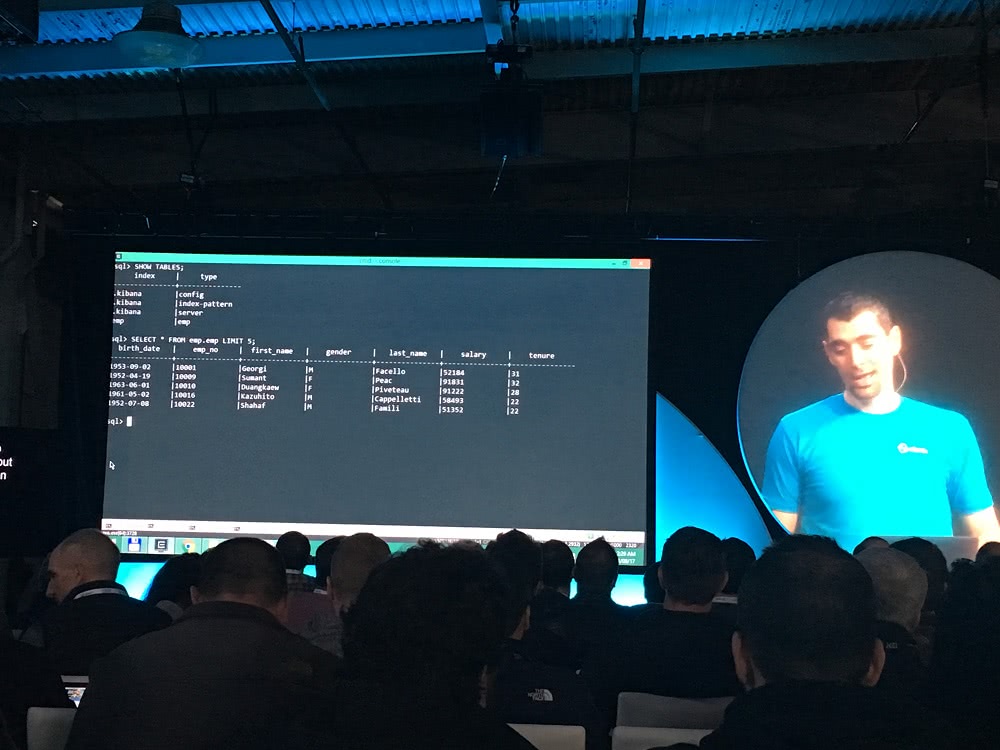 cmd - console
sql> SHOW TABLES;
index | type
.kibana |config
.kibana |index-pattern
.kibana |server
emp |emp
sql> SELECT * FROM emp.emp LIMIT 5;
birth_date | emp_no | first_name | gender | last_name | salary | tenure
1953-09-02 |10001 |Georgi |M |Facello |52184 |31
1952-04-19 |10009 |Sumant |F |Peac |91831 |32
1963-06-01 |10010 |Duangkaew |F |Piveteau |91222 |28
1961-05-02 |10016 |Kazuhito |M |Cappelletti |58493 |22
1952-07-08 |10022 |Shahaf |M |Famili |51352 |22
sql>